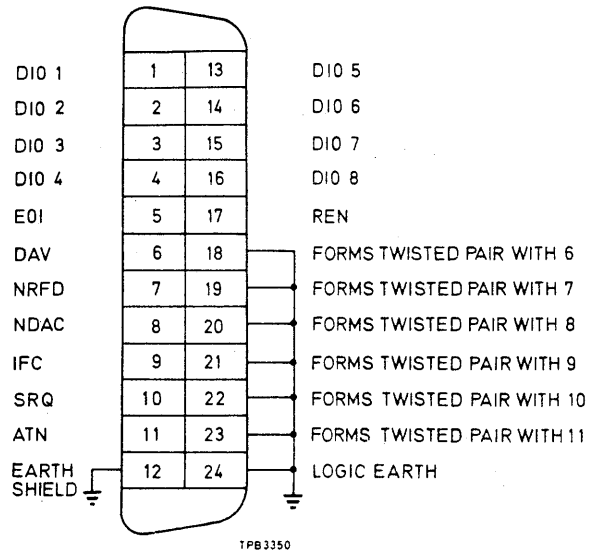 DIO 1 1 13 DIO 5
DIO 2 2 14 DIO 6
DIO 3 3 15 DIO 7
DIO 4 4 16 DIO 8
EOI 5 17 REN
DAV 6 18 FORMS TWISTED PAIR WITH 6
NRFD 7 19 FORMS TWISTED PAIR WITH 7
NDAC 8 20 FORMS TWISTED PAIR WITH 8
IFC 9 21 FORMS TWISTED PAIR WITH 9
SRQ 10 22 FORMS TWISTED PAIR WITH 10
ATN 11 23 FORMS TWISTED PAIR WITH 11
EARTH 12 24 LOGIC EARTH
SHIELD
TPB3350